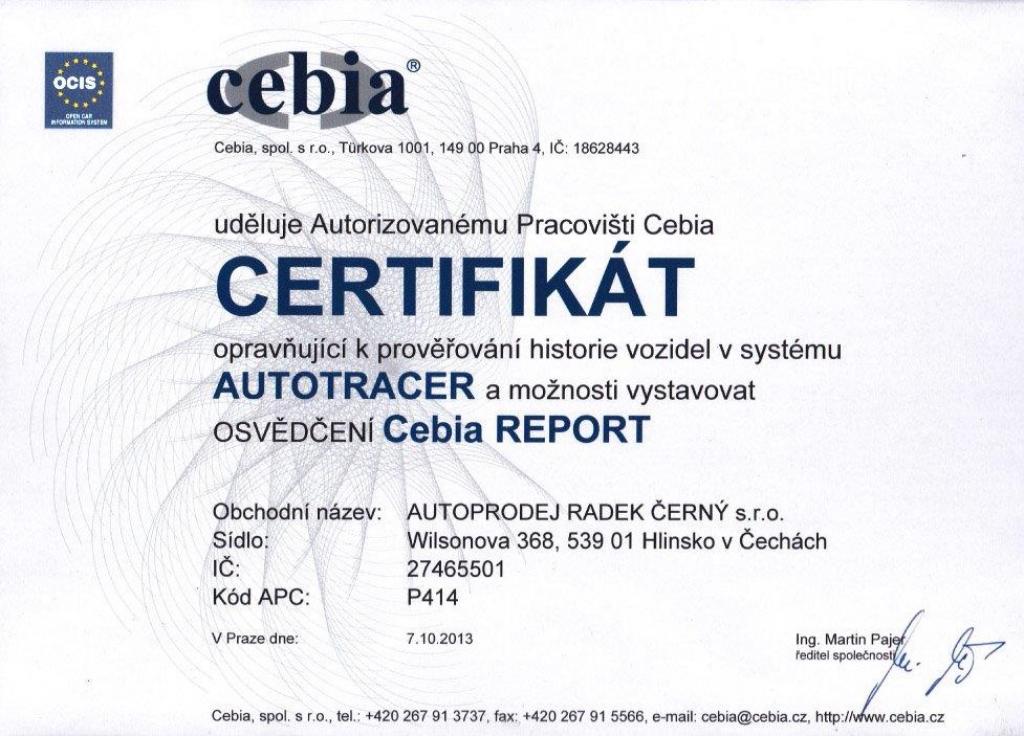 OCIS
OPEN CAR
INFORMATION SYSTEM
cebia®
Cebia, spol. s r.o., Türkova 1001, 149 00 Praha 4, IČ: 18628443
uděluje Autorizovanému Pracovišti Cebia
CERTIFIKÁT
opravňující k prověřování historie vozidel v systému
AUTOTRACER a možnosti vystavovat
OSVĚDČENÍ Cebia REPORT
Obchodní název: AUTOPRODEJ RADEK ČERNÝ s.r.o.
Sídlo: Wilsonova 368, 539 01 Hlinsko v Čechách
IČ: 27465501
Kód APC: P414
V Praze dne: 7.10.2013
Ing. Martin Pajer
ředitel společnosti
Cebia, spol. s r.o., tel.: +420 267 91 3737, fax: +420 267 91 5566, e-mail: cebia@cebia.cz, http://www.cebia.cz